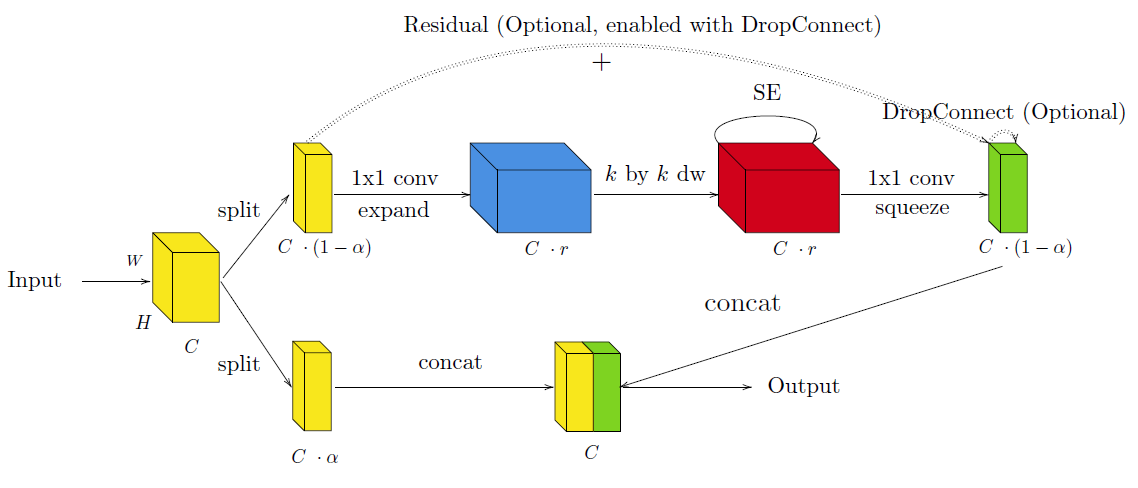 Residual (Optional, enabled with DropConnect)
+
SE
DropConnect (Optional)
1x1 conv
expand
k by k dw
1x1 conv
squeeze
split
C · (1 − α)
C · r
C · r
C · (1 − α)
W
Input
H
C
concat
split
concat
Output
C · α
C